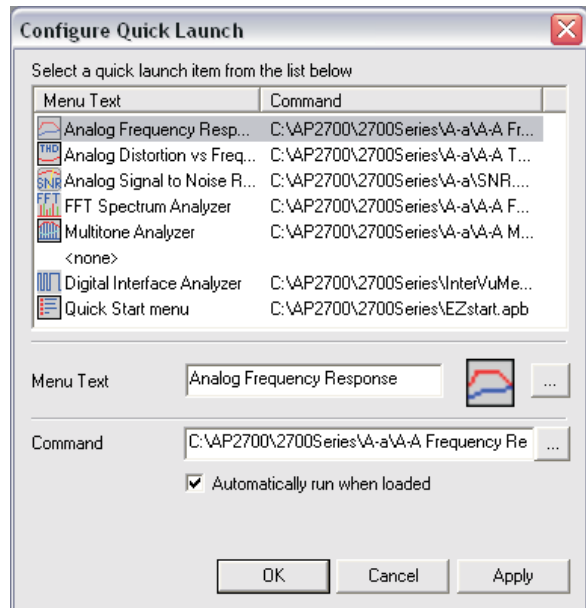 Configure Quick Launch
Select a quick launch item from the list below
Menu Text Command
Analog Frequency Resp... C:\AP2700\2700Series\A-a\A-A Fr...
THD Analog Distortion vs Freq... C:\AP2700\2700Series\A-a\A-A T...
SNR Analog Signal to Noise R... C:\AP2700\2700Series\A-a\SNR....
FFT FFT Spectrum Analyzer C:\AP2700\2700Series\A-a\A-A F...
Multitone Analyzer C:\AP2700\2700Series\A-a\A-A M...
<none>
Digital Interface Analyzer C:\AP2700\2700Series\InterVuMe...
Quick Start menu C:\AP2700\2700Series\EZstart.apb
Menu Text Analog Frequency Response ...
Command C:\AP2700\2700Series\A-a\A-A Frequency Re ...
Automatically run when loaded
OK Cancel Apply